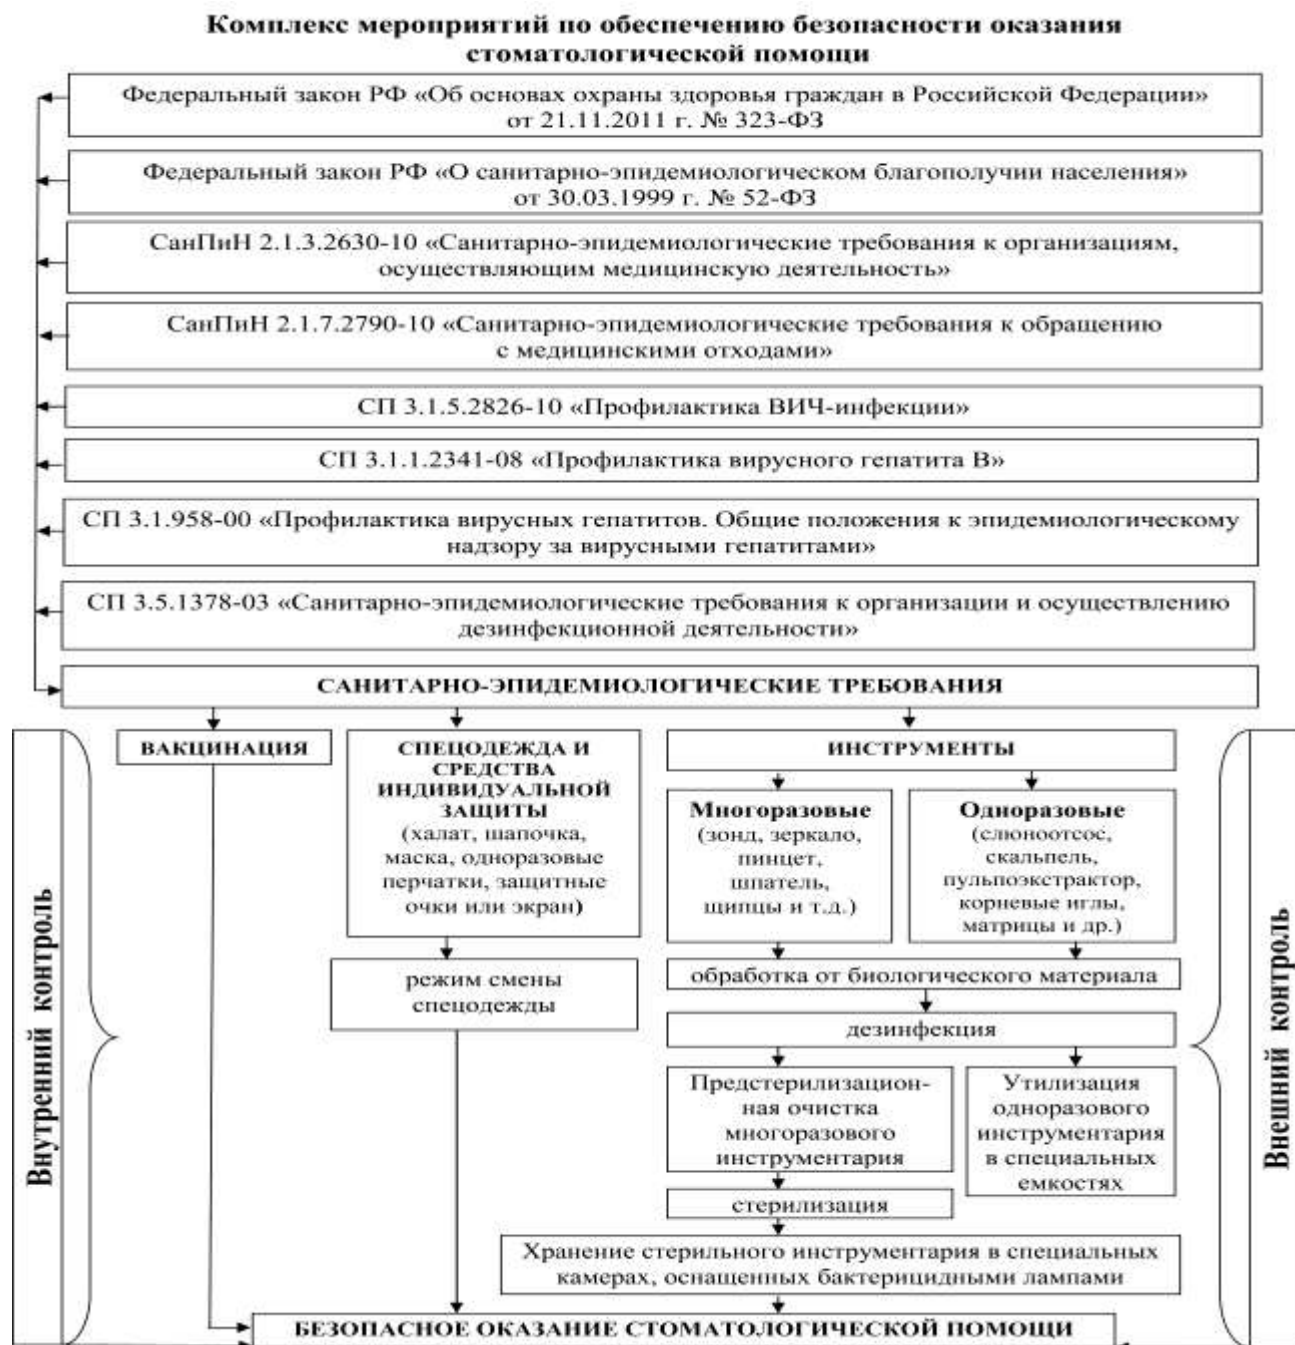 Комплекс мероприятий по обеспечению безопасности оказания
стоматологической помощи
Федеральный закон РФ «Об основах охраны здоровья граждан в Российской Федерации»
от 21.11.2011 г. № 323-ФЗ
Федеральный закон РФ «О санитарно-эпидемиологическом благополучии населения»
от 30.03.1999 г. № 52-ФЗ
СанПиН 2.1.3.2630-10 «Санитарно-эпидемиологические требования к организациям,
осуществляющим медицинскую деятельность»
СанПиН 2.1.7.2790-10 «Санитарно-эпидемиологические требования к обращению
с медицинскими отходами»
СП 3.1.5.2826-10 «Профилактика ВИЧ-инфекции»
СП 3.1.1.2341-08 «Профилактика вирусного гепатита В»
СП 3.1.958-00 «Профилактика вирусных гепатитов. Общие положения к эпидемиологическому
надзору за вирусными гепатитами»
СП 3.5.1378-03 «Санитарно-эпидемиологические требования к организации и осуществлению
дезинфекционной деятельности»
САНИТАРНО-ЭПИДЕМИОЛОГИЧЕСКИЕ ТРЕБОВАНИЯ
Внутренний контроль
ВАКЦИНАЦИЯ
СПЕЦОДЕЖДА И
СРЕДСТВА
ИНДИВИДУАЛЬНОЙ
ЗАЩИТЫ
(халат, шапочка,
маска, одноразовые
перчатки, защитные
очки или экран)
режим смены
спецодежды
ИНСТРУМЕНТЫ
Многоразовые
(зонд, зеркало,
пинцет,
шпатель,
щипцы и т.д.)
Одноразовые
(слюноотсос,
скальпель,
пульпоэкстрактор,
корневые иглы,
матрицы и др.)
обработка от биологического материала
дезинфекция
Предстерилизацион-
ная очистка
многоразового
инструментария
Утилизация
одноразового
инструментария
в специальных
емкостях
стерилизация
Хранение стерильного инструментария в специальных
камерах, оснащенных бактерицидными лампами
Внешний контроль
БЕЗОПАСНОЕ ОКАЗАНИЕ СТОМАТОЛОГИЧЕСКОЙ ПОМОЩИ